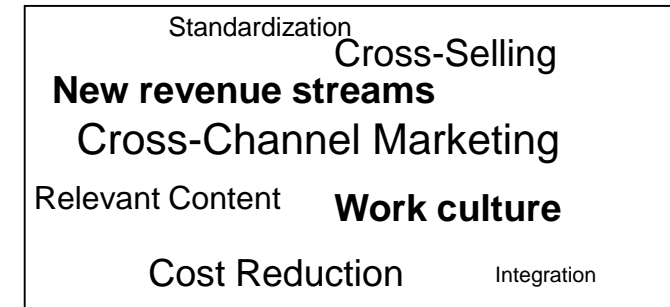 Standardization
Cross-Selling
New revenue streams
Cross-Channel Marketing
Relevant Content
Work culture
Cost Reduction
Integration